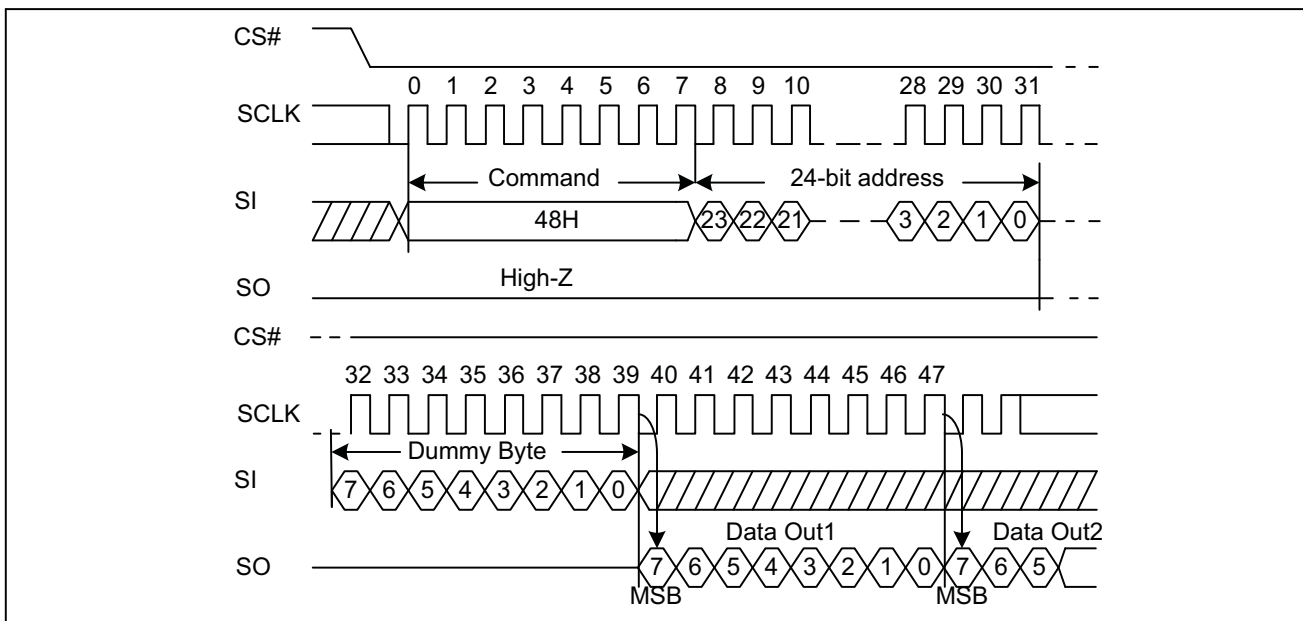 CS#
0 1 2 3 4 5 6 7 8 9 10 28 29 30 31
SCLK
Command 24-bit address
SI
48H 23 22 21 3 2 1 0
High-Z
SO
CS#
32 33 34 35 36 37 38 39 40 41 42 43 44 45 46 47
SCLK
Dummy Byte
SI
7 6 5 4 3 2 1 0
Data Out1 Data Out2
SO
7 6 5 4 3 2 1 0 7 6 5
MSB MSB